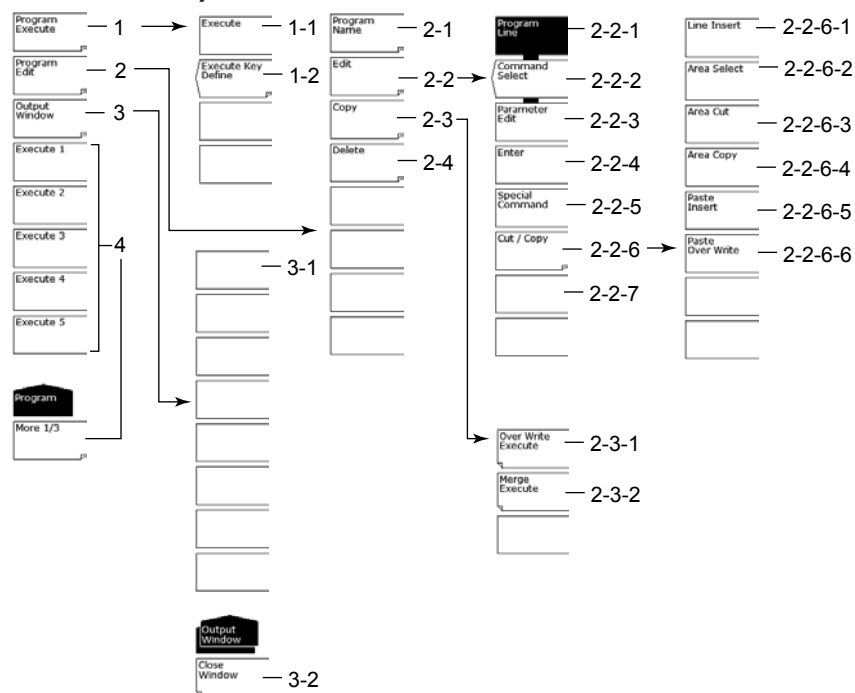 Program
Execute
1
Program
Edit
2
Output
Window
3
Execute 1
Execute 2
Execute 3
4
Execute 4
Execute 5
Program
More 1/3
Execute
1-1
Execute Key
Define
1-2
3-1
Output
Window
Close
Window
3-2
Program
Name
2-1
Edit
2-2
Copy
2-3
Delete
2-4
Program
Line
2-2-1
Command
Select
2-2-2
Parameter
Edit
2-2-3
Enter
2-2-4
Special
Command
2-2-5
Cut / Copy
2-2-6
2-2-7
Over Write
Execute
2-3-1
Merge
Execute
2-3-2
Line Insert
2-2-6-1
Area Select
2-2-6-2
Area Cut
2-2-6-3
Area Copy
2-2-6-4
Paste
Insert
2-2-6-5
Paste
Over Write
2-2-6-6